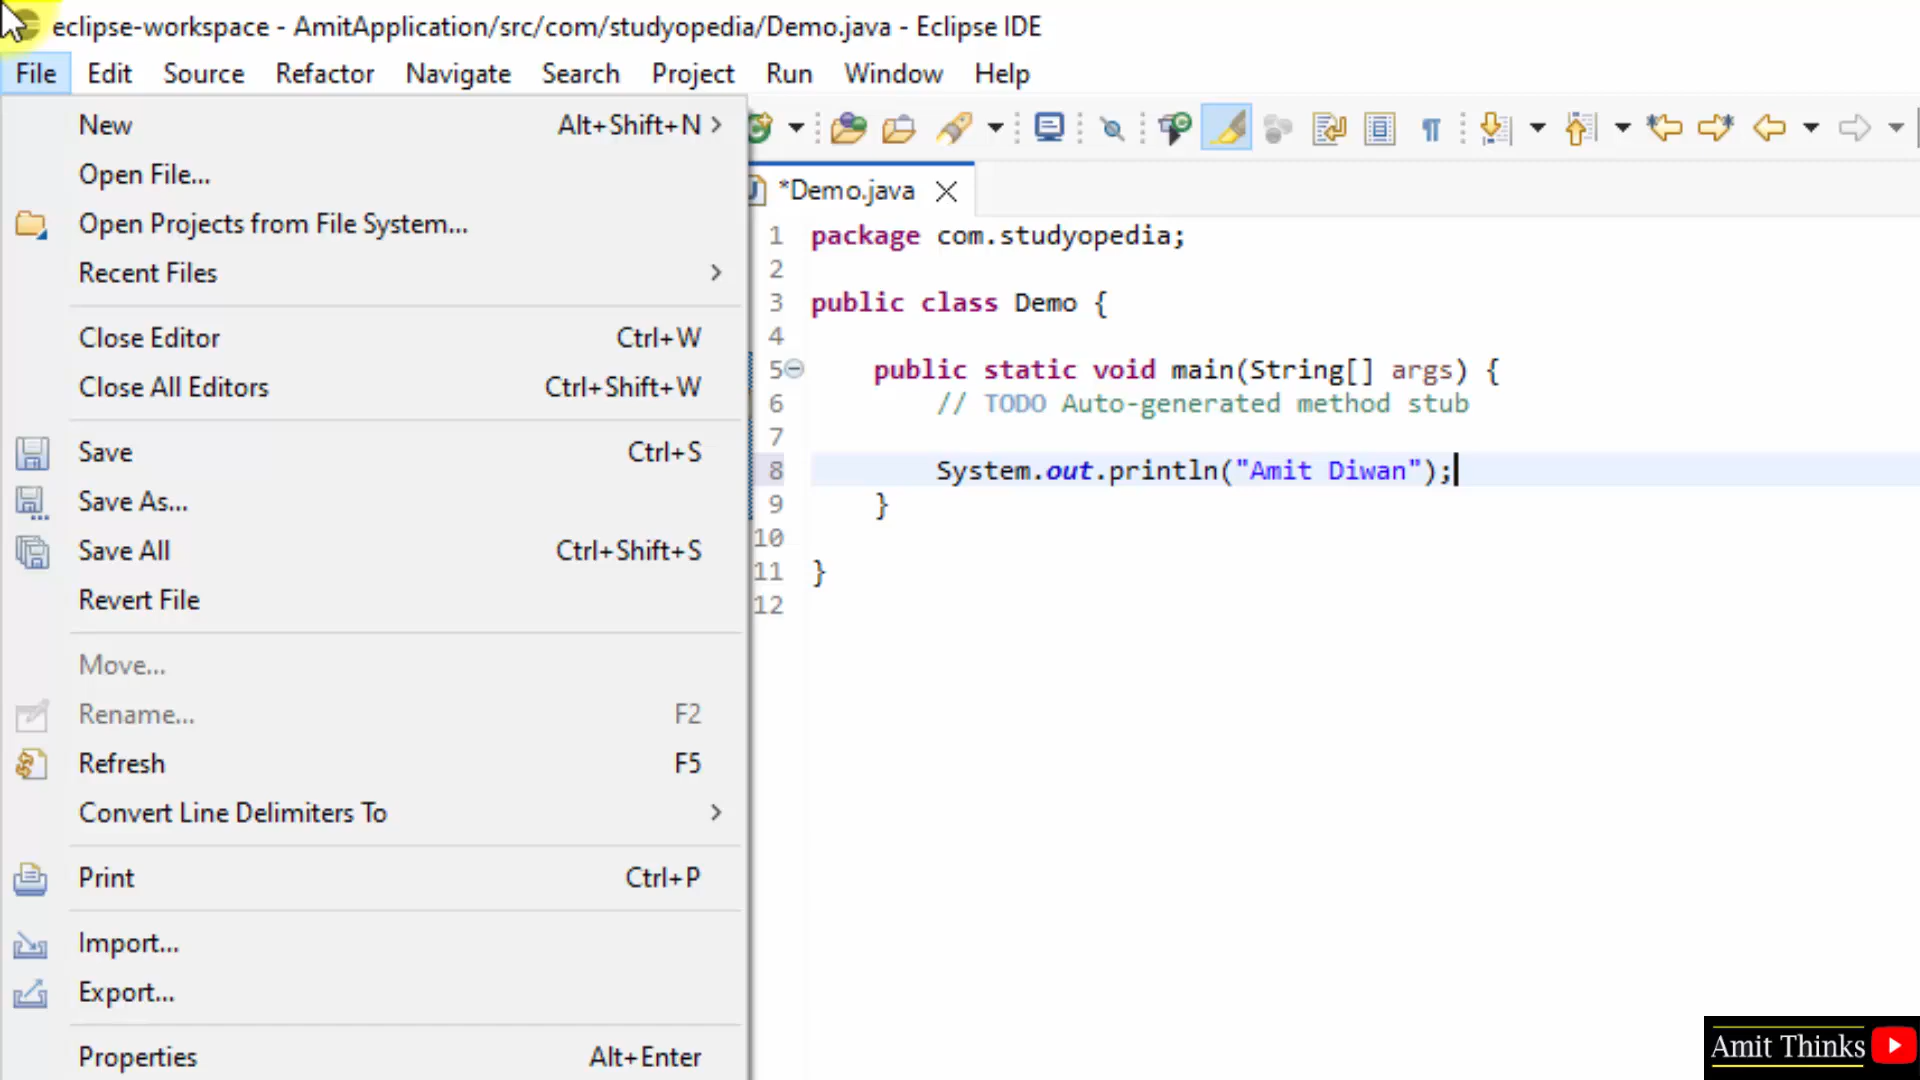 eclipse-workspace - AmitApplication/src/com/studyopedia/Demo.java - Eclipse IDE
File Edit Source Refactor Navigate Search Project Run Window Help
New Alt+Shift+N
Open File...
Open Projects from File System...
Recent Files
Close Editor Ctrl+W
Close All Editors Ctrl+Shift+W
Save Ctrl+S
Save As...
Save All Ctrl+Shift+S
Revert File
Move...
Rename... F2
Refresh F5
Convert Line Delimiters To
Print Ctrl+P
Import...
Export...
Properties Alt+Enter
*Demo.java
1 package com.studyopedia;
2
3 public class Demo {
4
5 public static void main(String[] args) {
6 // TODO Auto-generated method stub
7
8 System.out.println("Amit Diwan");
9 }
10
11 }
12
Amit Thinks